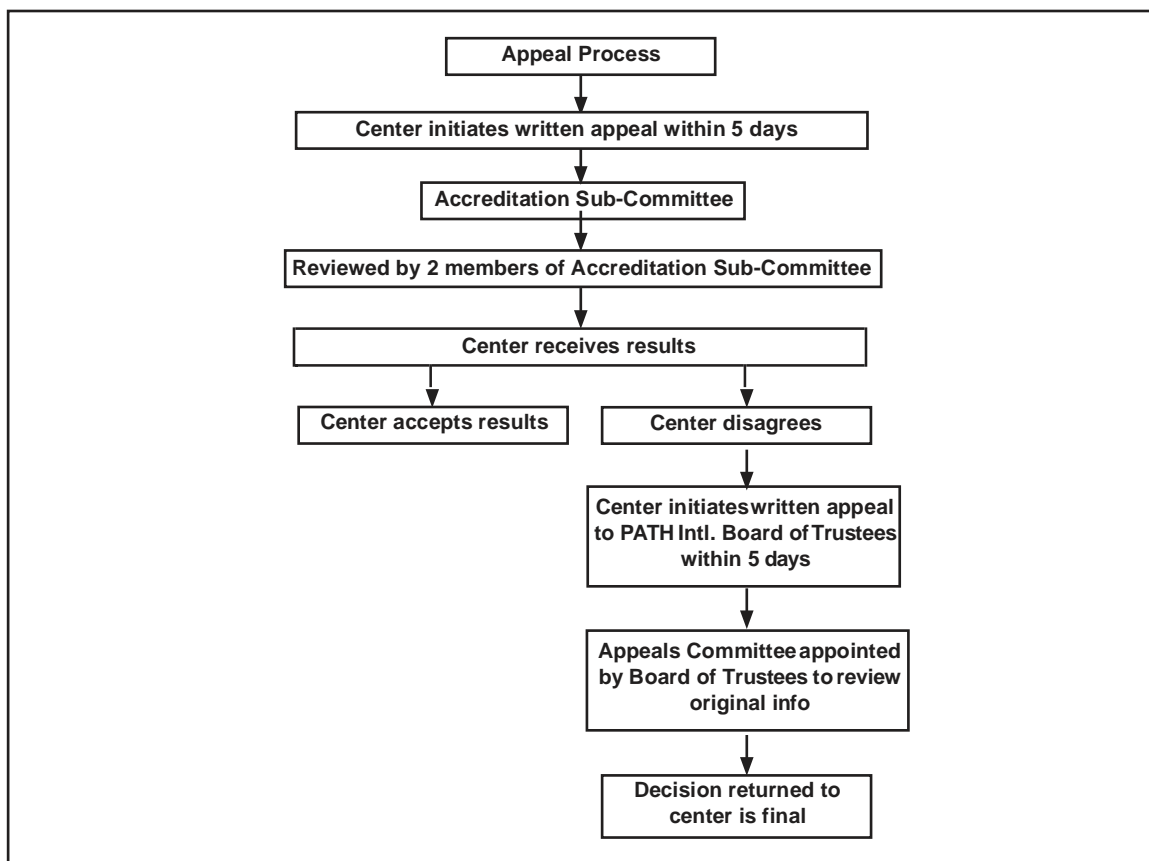 Appeal Process
Center initiates written appeal within 5 days
Accreditation Sub-Committee
Reviewed by 2 members of Accreditation Sub-Committee
Center receives results
Center accepts results
Center disagrees
Center initiates written appeal
to PATH Intl. Board of Trustees
within 5 days
Appeals Committee appointed
by Board of Trustees to review
original info
Decision returned to
center is final